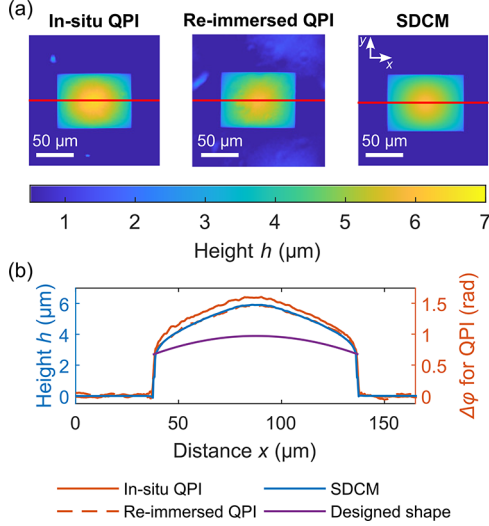 (a)
In-situ QPI Re-immersed QPI SDCM
y
x
50 µm 50 µm 50 µm
1 2 3 4 5 6 7
Height h (µm)
(b)
Height h (µm)
6
4
2
0
1.5
1.0
0.5
0
Δφ for QPI (rad)
0 50 100 150
Distance x (µm)
In-situ QPI SDCM
Re-immersed QPI Designed shape